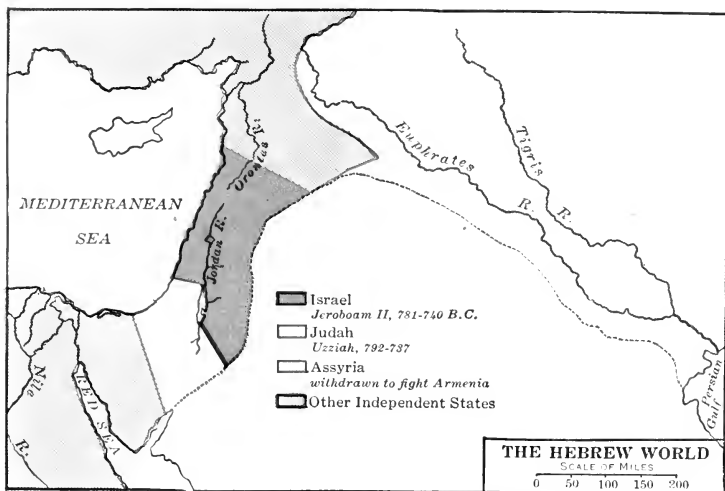 Orontes Ri.
Euphrates
R.
Tigris
R.
MEDITERRANEAN
SEA
Jordan R.
Israel
Jeroboam II, 781-740 B.C.
Judah
Uzziah, 792-737
Assyria
withdrawn to fight Armenia
Other Independent States
Nile
R.
RED SEA
Persian
Gulf
THE HEBREW WORLD
SCALE OF MILES
0 50 100 150 200